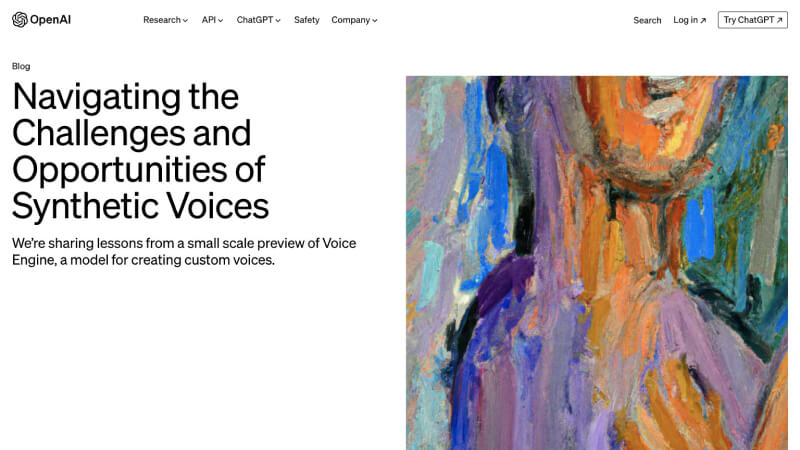 OpenAI
Research
API
ChatGPT
Safety
Company
Search
Log in ↗
Try ChatGPT ↗
Blog
Navigating the
Challenges and
Opportunities of
Synthetic Voices
We’re sharing lessons from a small scale preview of Voice
Engine, a model for creating custom voices.